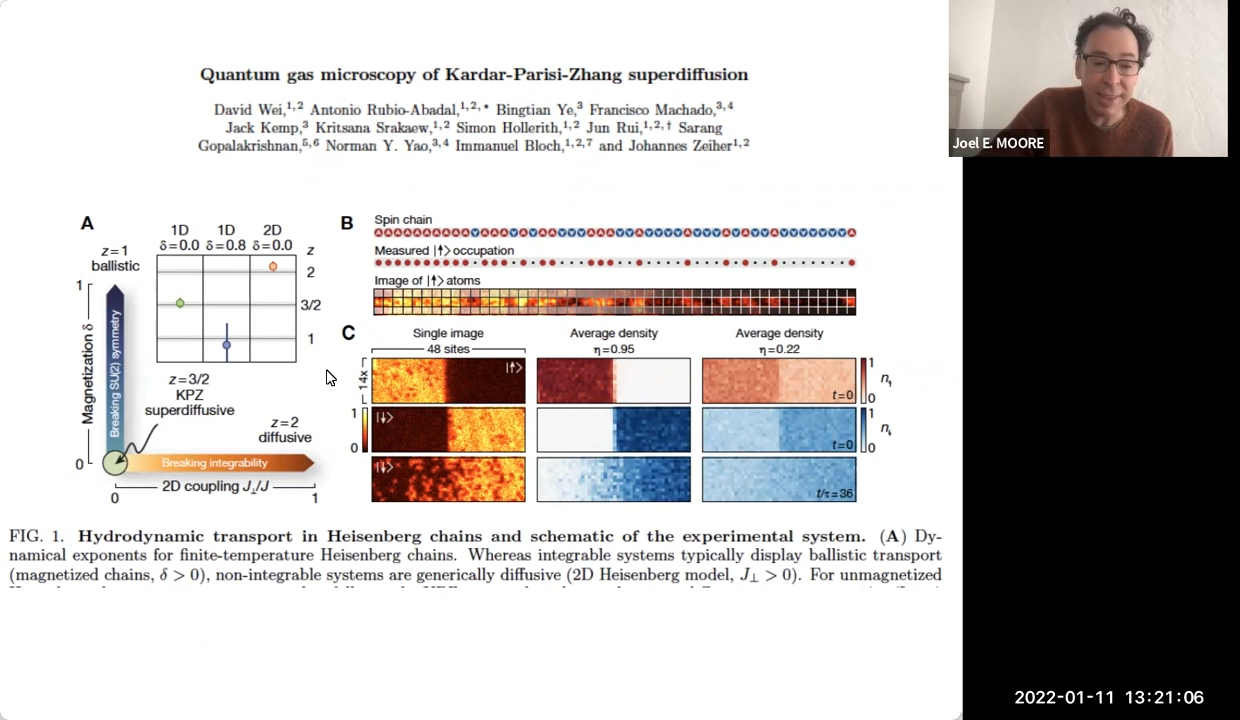 Quantum gas microscopy of Kardar-Parisi-Zhang superdiffusion
David Wei,1,2 Antonio Rubio-Abadal,1,2,* Bingtian Ye,3 Francisco Machado,3,4
Jack Kemp,3 Kritsana Srakaew,1,2 Simon Hollerith,1,2 Jun Rui,1,2,† Sarang
Gopalakrishnan,5,6 Norman Y. Yao,3,4 Immanuel Bloch,1,2,7 and Johannes Zeiher1,2
Joel E. MOORE
A
1D 1D 2D
δ=0.0 δ=0.8 δ=0.0 z
z=1
ballistic
2
3/2
1
1
Magnetization δ
Breaking SU(2) symmetry
z=3/2
KPZ
superdiffusive
z=2
diffusive
0
Breaking integrability
2D coupling J⊥/J
0 1
B
Spin chain
Measured |↑⟩ occupation
Image of |↑⟩ atoms
C
Single image Average density Average density
48 sites η=0.95 η=0.22
14x
|↑⟩
t=0
1
0
n↑
|↓⟩
1
0
t=0
1
0
n↓
|↓⟩
t/τ=36
FIG. 1. Hydrodynamic transport in Heisenberg chains and schematic of the experimental system. (A) Dy-
namical exponents for finite-temperature Heisenberg chains. Whereas integrable systems typically display ballistic transport
(magnetized chains, δ > 0), non-integrable systems are generically diffusive (2D Heisenberg model, J⊥ > 0). For unmagnetized
2022-01-11 13:21:06